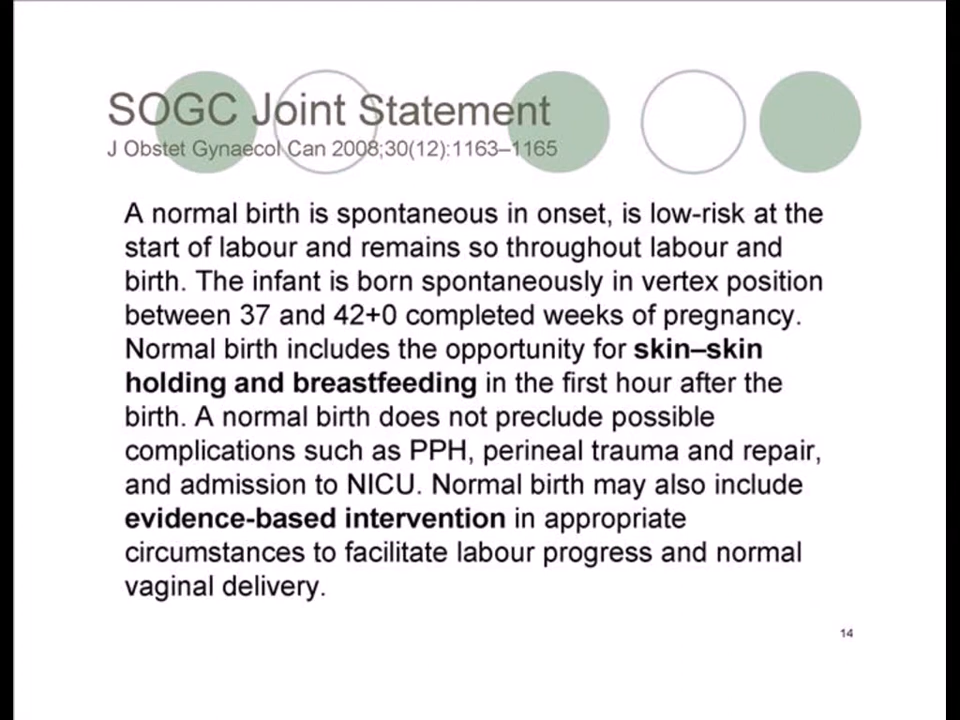 SOGC Joint Statement
J Obstet Gynaecol Can 2008;30(12):1163–1165
A normal birth is spontaneous in onset, is low-risk at the
start of labour and remains so throughout labour and
birth. The infant is born spontaneously in vertex position
between 37 and 42+0 completed weeks of pregnancy.
Normal birth includes the opportunity for skin–skin
holding and breastfeeding in the first hour after the
birth. A normal birth does not preclude possible
complications such as PPH, perineal trauma and repair,
and admission to NICU. Normal birth may also include
evidence-based intervention in appropriate
circumstances to facilitate labour progress and normal
vaginal delivery.
14